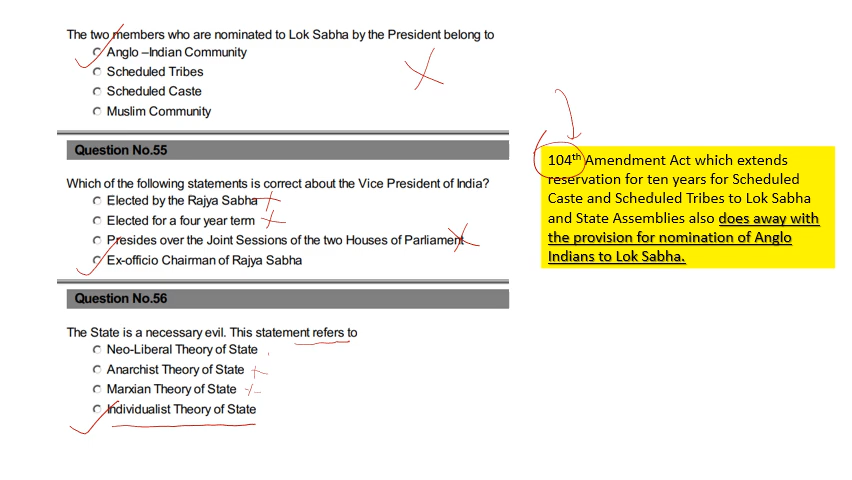 The two members who are nominated to Lok Sabha by the President belong to
Anglo –Indian Community
Scheduled Tribes
Scheduled Caste
Muslim Community
Question No.55
Which of the following statements is correct about the Vice President of India?
Elected by the Rajya Sabha
Elected for a four year term
Presides over the Joint Sessions of the two Houses of Parliament
Ex-officio Chairman of Rajya Sabha
Question No.56
The State is a necessary evil. This statement refers to
Neo-Liberal Theory of State
Anarchist Theory of State
Marxian Theory of State
Individualist Theory of State
104th Amendment Act which extends
reservation for ten years for Scheduled
Caste and Scheduled Tribes to Lok Sabha
and State Assemblies also does away with
the provision for nomination of Anglo
Indians to Lok Sabha.